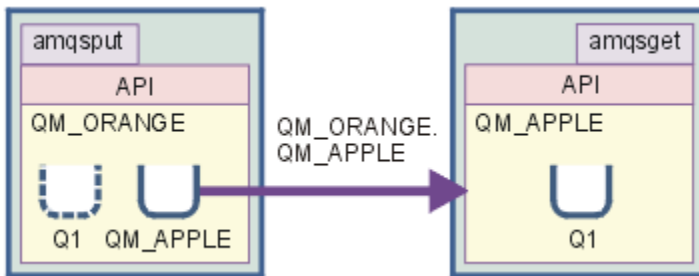 amqsput
API
QM_ORANGE
Q1 QM_APPLE
QM_ORANGE.
QM_APPLE
amqsget
API
QM_APPLE
Q1